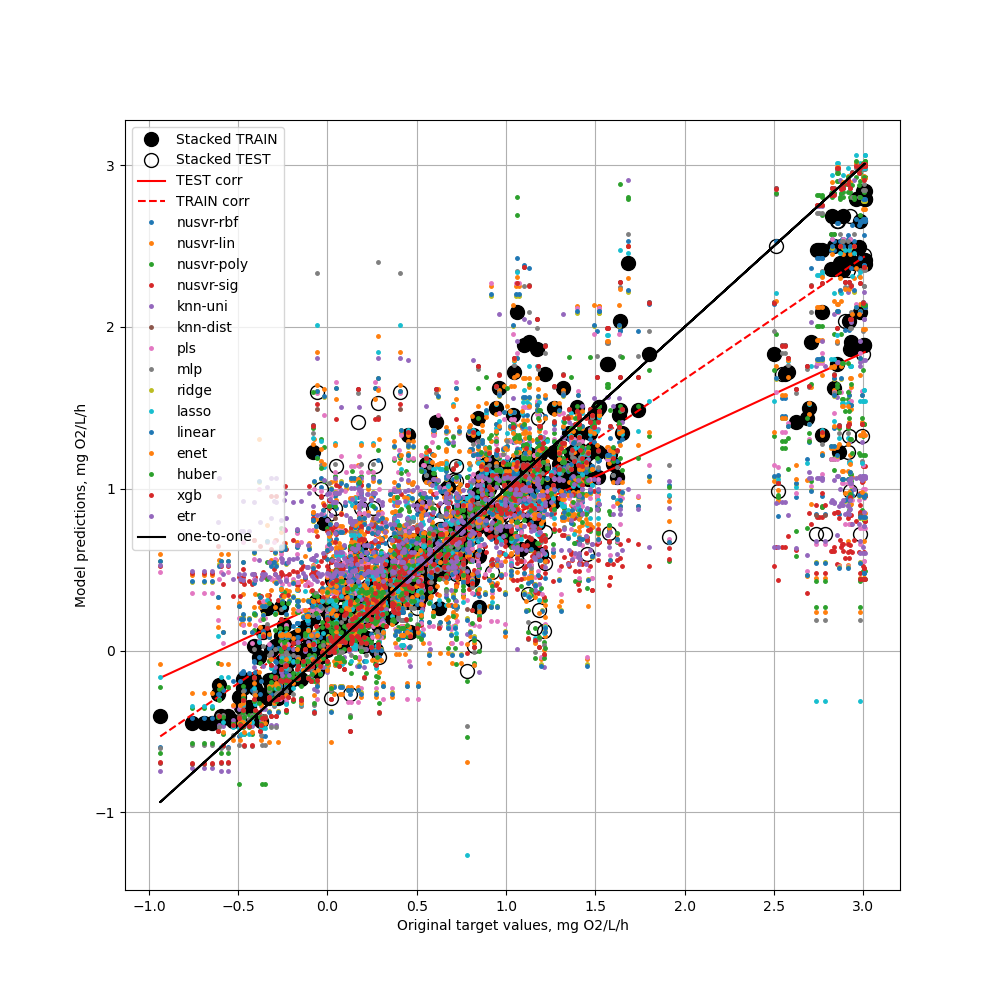 Stacked TRAIN
Stacked TEST
TEST corr
TRAIN corr
nusvr-rbf
nusvr-lin
nusvr-poly
nusvr-sig
knn-uni
knn-dist
pls
mlp
ridge
lasso
linear
enet
huber
xgb
etr
one-to-one
3
2
1
0
−1
Model predictions, mg O2/L/h
−1.0 −0.5 0.0 0.5 1.0 1.5 2.0 2.5 3.0
Original target values, mg O2/L/h